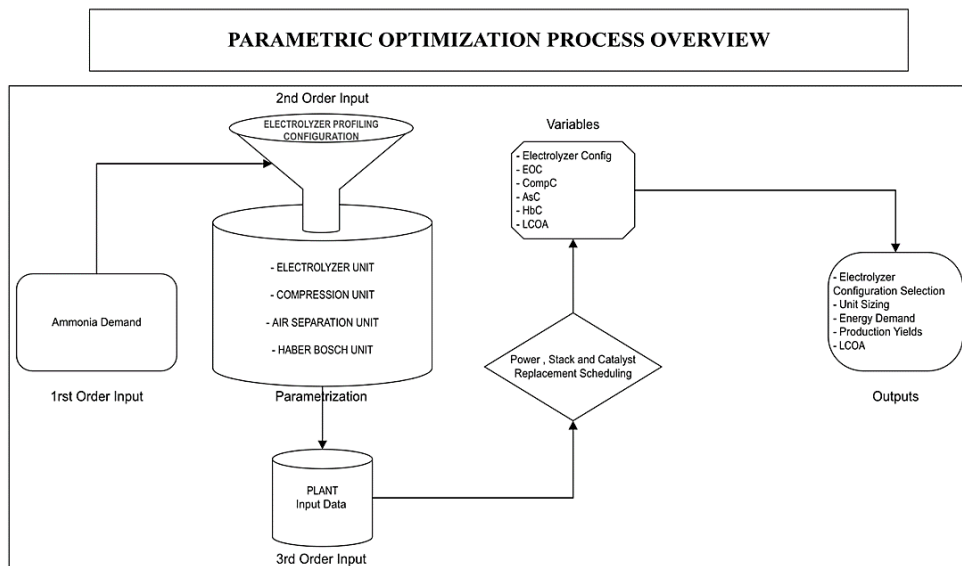 PARAMETRIC OPTIMIZATION PROCESS OVERVIEW
2nd Order Input
ELECTROLYZER PROFILING
CONFIGURATION
- ELECTROLYZER UNIT
- COMPRESSION UNIT
- AIR SEPARATION UNIT
- HABER BOSCH UNIT
Parametrization
Ammonia Demand
1rst Order Input
PLANT
Input Data
3rd Order Input
Power , Stack and Catalyst
Replacement Scheduling
Variables
- Electrolyzer Config
- EOC
- CompC
- AsC
- HbC
- LCOA
- Electrolyzer
Configuration Selection
- Unit Sizing
- Energy Demand
- Production Yields
- LCOA
Outputs